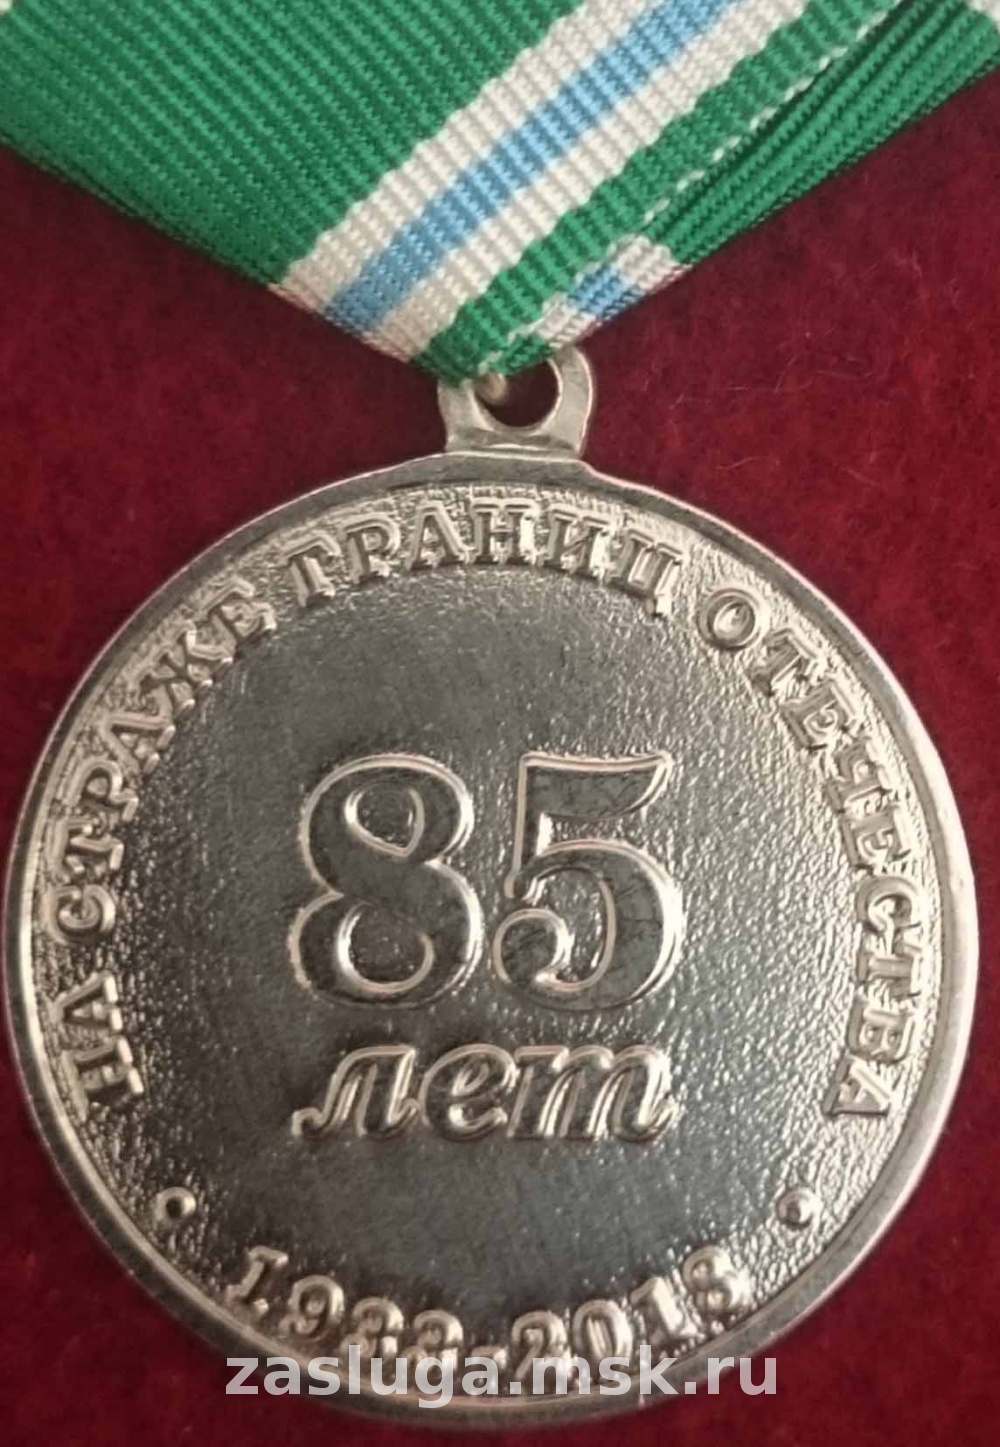 НА СТРАЖЕ ГРАНИЦ ОТЕЧЕСТВА
85
лет
1933-2018
zasluga.msk.ru